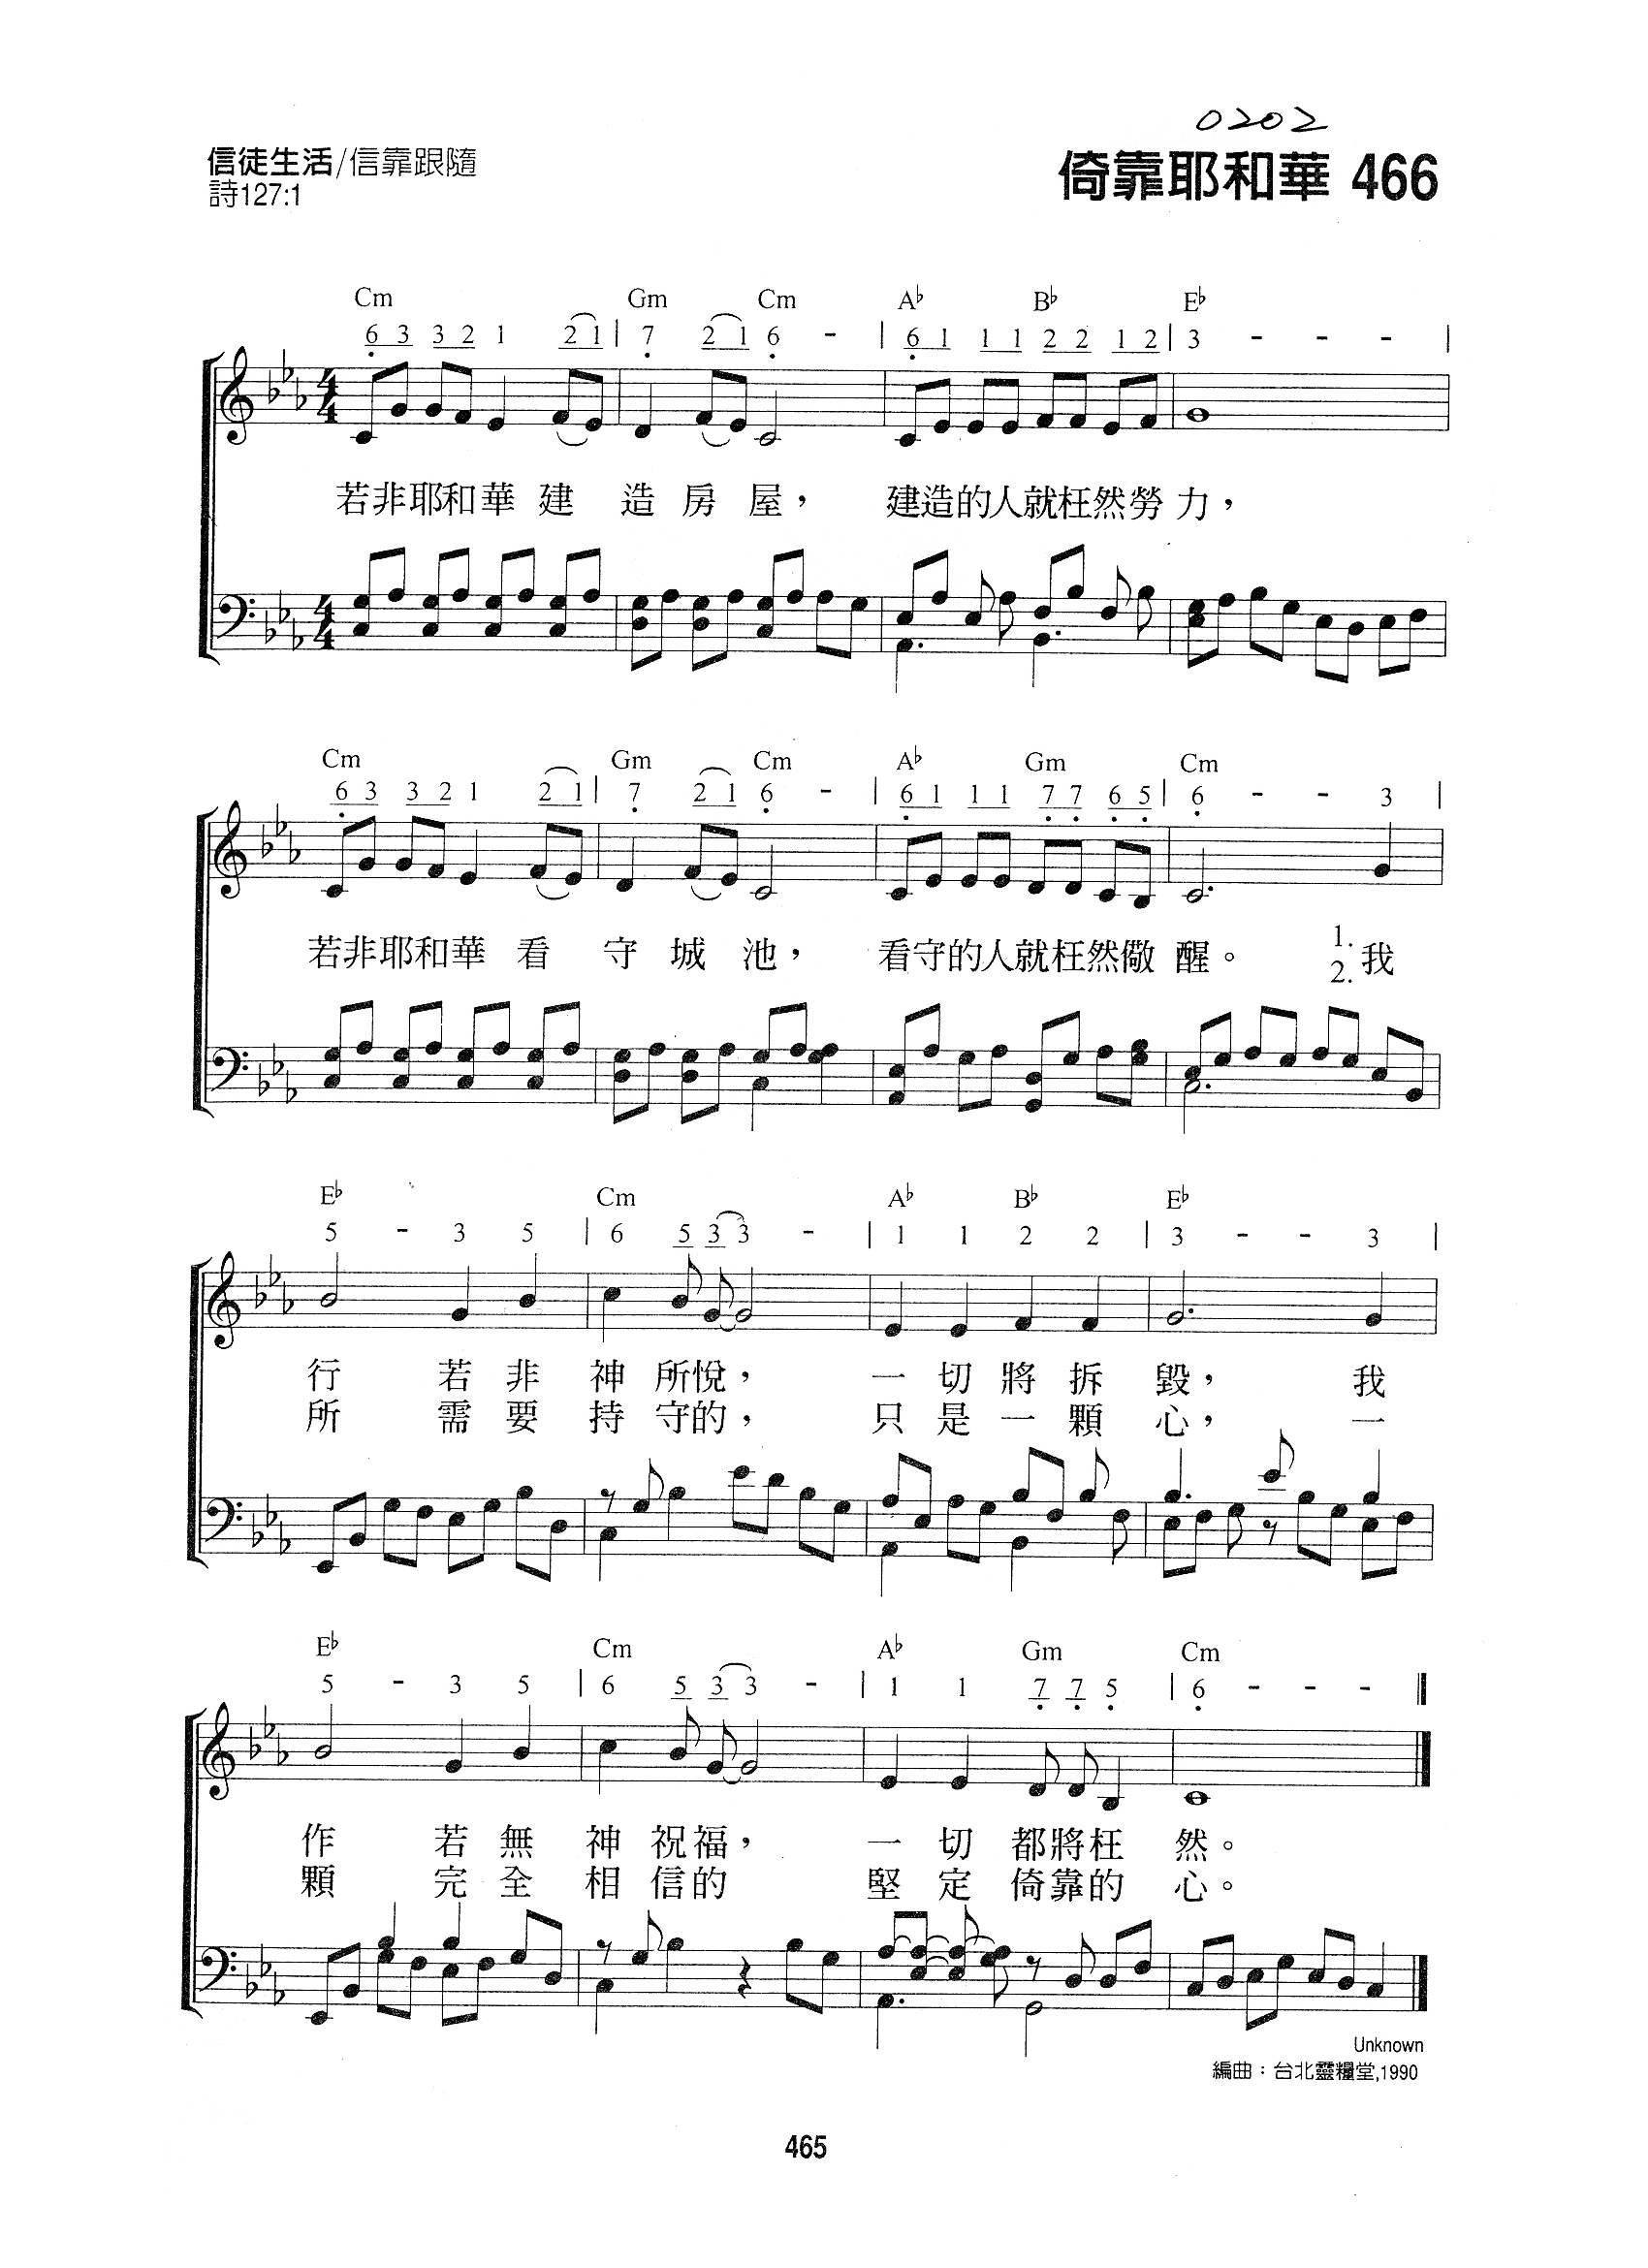 0202
信徒生活/信靠跟隨
詩127:1
倚靠耶和華 466
Cm Gm Cm A♭ B♭ E♭
6 3 3 2 1 2 1 | 7 2 1 6 - | 6 1 1 1 2 2 1 2 | 3 - - - |
4 4
若非耶和華建造房屋， 建造的人就枉然勞力，
4 4
Cm Gm Cm A♭ Gm Cm
6 3 3 2 1 2 1 | 7 2 1 6 - | 6 1 1 1 7 7 6 5 | 6 - - 3 |
若非耶和華看守城池， 看守的人就枉然儆醒。 1. 2. 我
E♭ Cm A♭ B♭ E♭
5 - 3 5 | 6 5 3 3 - | 1 1 2 2 | 3 - - 3 |
行若非神所悅， 一切將拆毀， 我
所需要持守的， 只是一顆心， 一
E♭ Cm A♭ Gm Cm
5 - 3 5 | 6 5 3 3 - | 1 1 7 7 5 | 6 - - - ‖
作若無神祝福， 一切都將枉然。
顆完全相信的 堅定倚靠的心。
Unknown
編曲：台北靈糧堂,1990
465